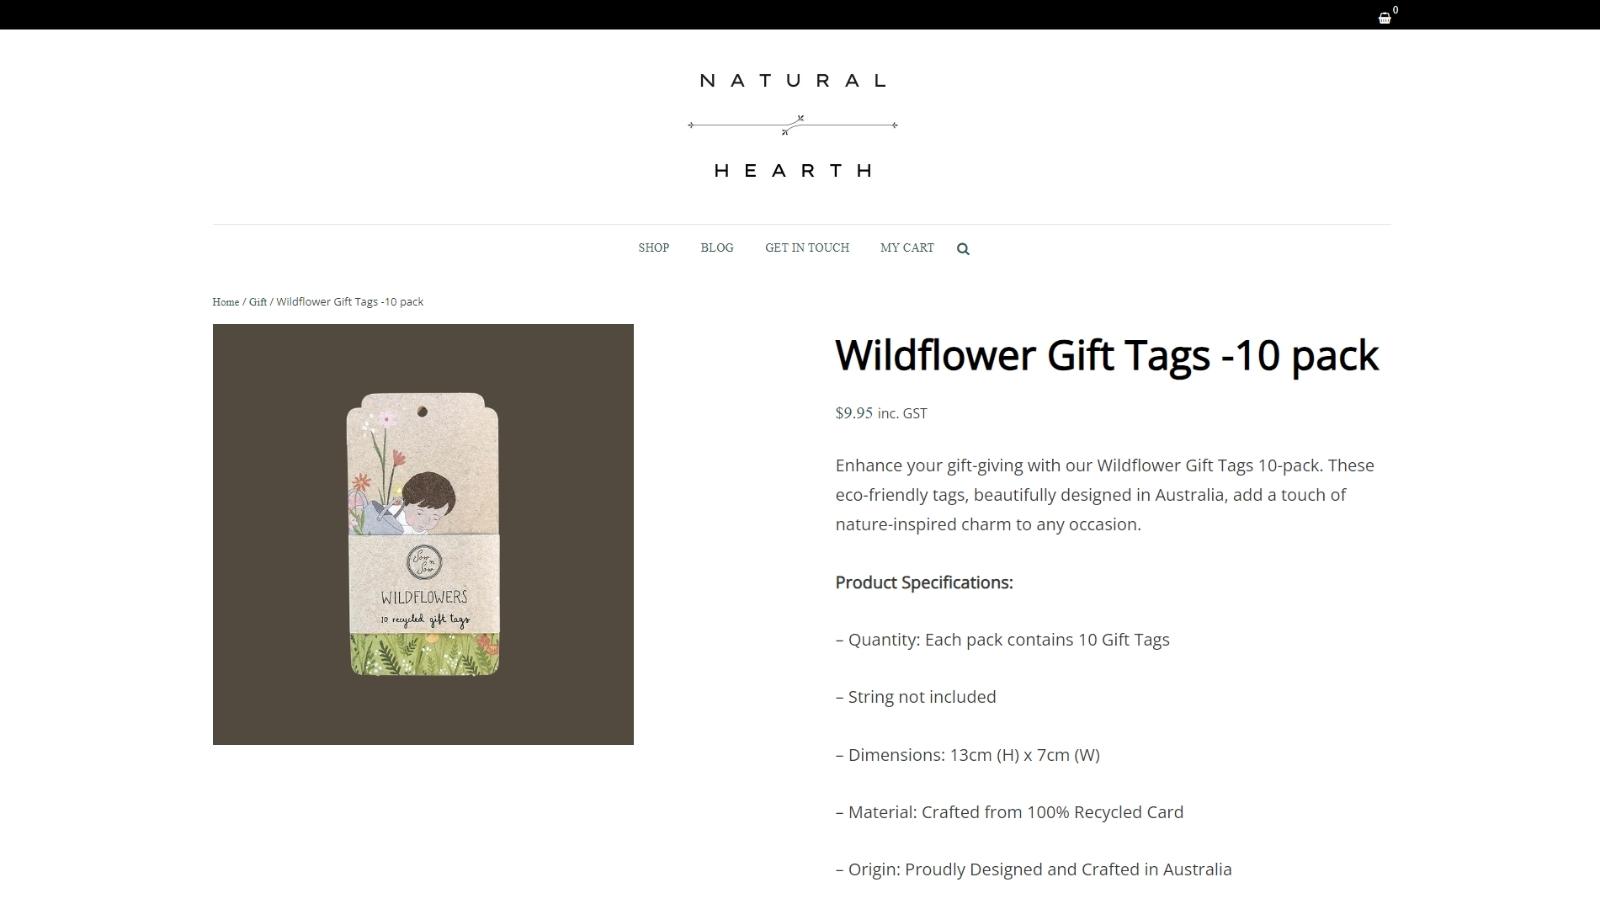 0
NATURAL
HEARTH
SHOP BLOG GET IN TOUCH MY CART
Home / Gift / Wildflower Gift Tags -10 pack
Sow
'n
Sow
WILDFLOWERS
10 recycled gift tags
Wildflower Gift Tags -10 pack
$9.95 inc. GST
Enhance your gift-giving with our Wildflower Gift Tags 10-pack. These
eco-friendly tags, beautifully designed in Australia, add a touch of
nature-inspired charm to any occasion.
Product Specifications:
– Quantity: Each pack contains 10 Gift Tags
– String not included
– Dimensions: 13cm (H) x 7cm (W)
– Material: Crafted from 100% Recycled Card
– Origin: Proudly Designed and Crafted in Australia